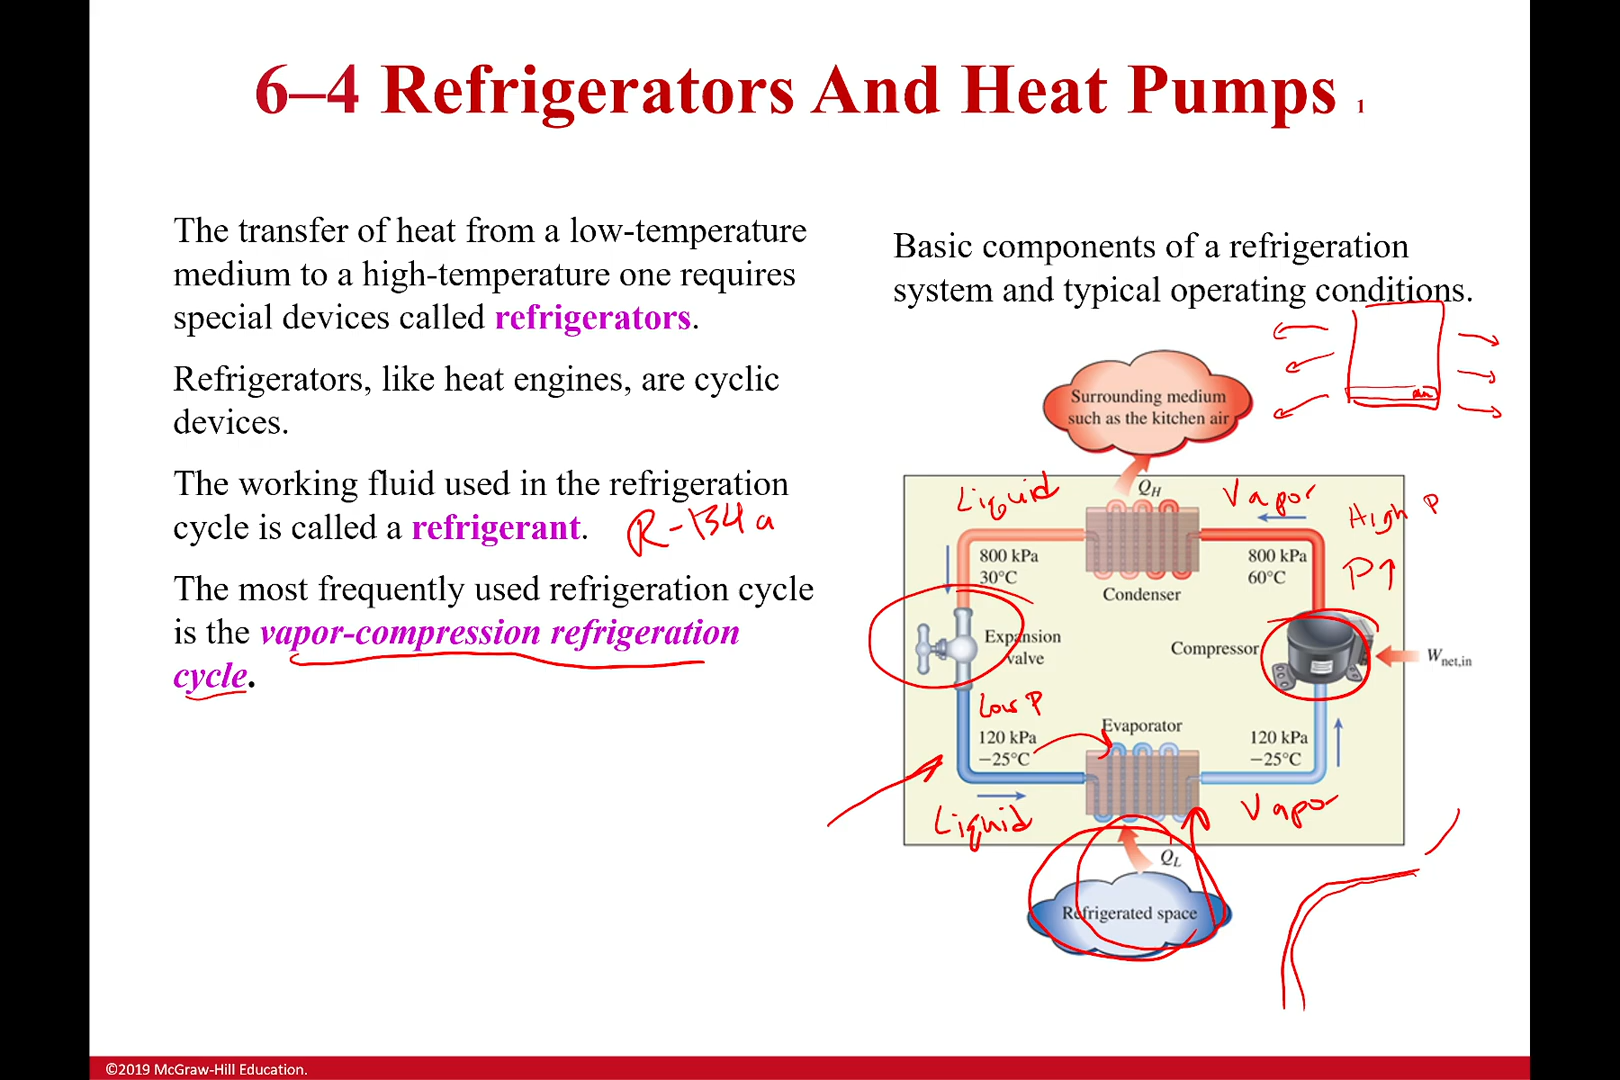 6–4 Refrigerators And Heat Pumps 1
The transfer of heat from a low-temperature
medium to a high-temperature one requires
special devices called refrigerators.
Refrigerators, like heat engines, are cyclic
devices.
The working fluid used in the refrigeration
cycle is called a refrigerant.
R-134a
The most frequently used refrigeration cycle
is the vapor-compression refrigeration
cycle.
Basic components of a refrigeration
system and typical operating conditions.
Surrounding medium
such as the kitchen air
Liquid
QH
Vapor
High P
P↑
800 kPa
30°C
Condenser
800 kPa
60°C
Expansion
valve
Compressor
Wnet,in
Low P
120 kPa
−25°C
Evaporator
120 kPa
−25°C
Liquid
Vapor
QL
Refrigerated space
©2019 McGraw-Hill Education.